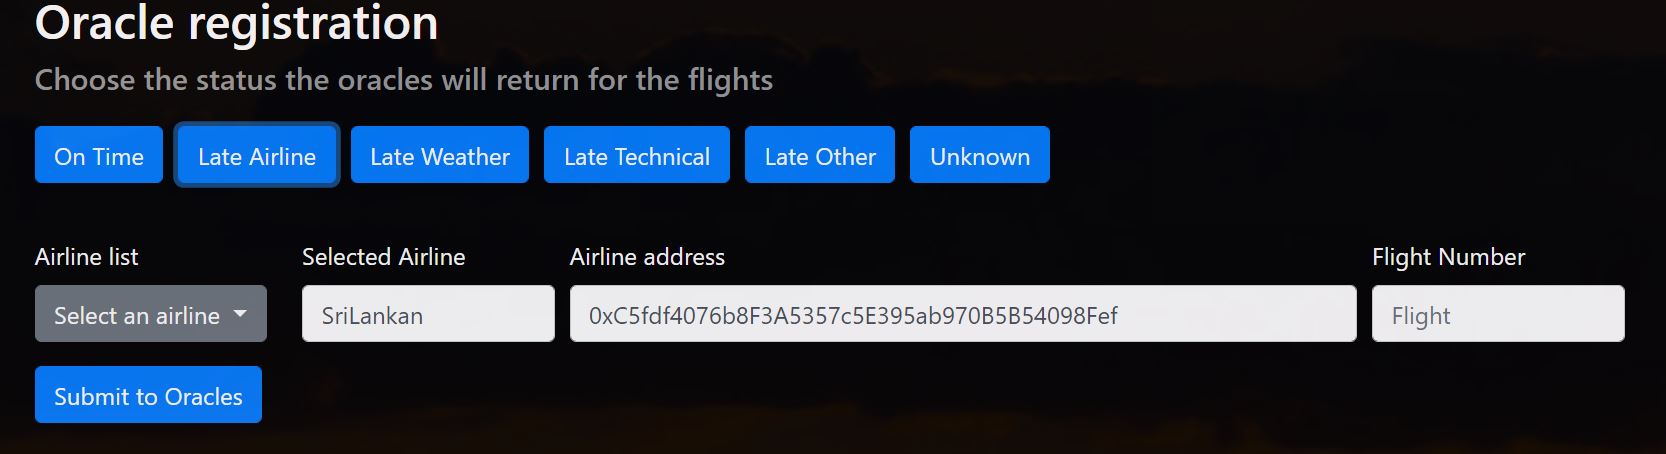 Oracle registration
Choose the status the oracles will return for the flights
On Time Late Airline Late Weather Late Technical Late Other Unknown
Airline list Selected Airline Airline address Flight Number
Select an airline SriLankan 0xC5fdf4076b8F3A5357c5E395ab970B5B54098Fef Flight
Submit to Oracles